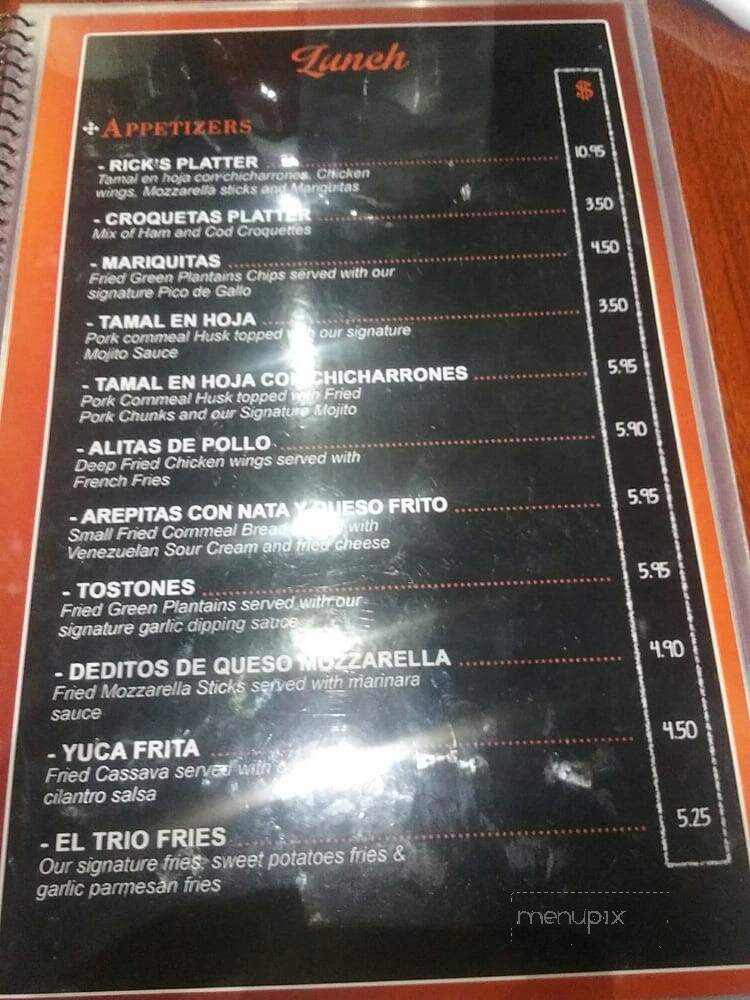 Lunch
$
✣ APPETIZERS
- RICK'S PLATTER 10.95
Tamal en hoja con chicharrones, Chicken
wings, Mozzarella sticks and Mariquitas
- CROQUETAS PLATTER 3.50
Mix of Ham and Cod Croquettes
- MARIQUITAS 4.50
Fried Green Plantains Chips served with our
signature Pico de Gallo
- TAMAL EN HOJA 3.50
Pork cornmeal Husk topped with our signature
Mojito Sauce
- TAMAL EN HOJA CON CHICHARRONES 5.95
Pork Cornmeal Husk topped with Fried
Pork Chunks and our Signature Mojito
- ALITAS DE POLLO 5.90
Deep Fried Chicken wings served with
French Fries
- AREPITAS CON NATA Y QUESO FRITO 5.95
Small Fried Cornmeal Bread with
Venezuelan Sour Cream and fried cheese
- TOSTONES 5.95
Fried Green Plantains served with our
signature garlic dipping sauce
- DEDITOS DE QUESO MOZZARELLA 4.90
Fried Mozzarella Sticks served with marinara
sauce
- YUCA FRITA 4.50
Fried Cassava served with
cilantro salsa
- EL TRIO FRIES 5.25
Our signature fries, sweet potatoes fries &
garlic parmesan fries
menupix